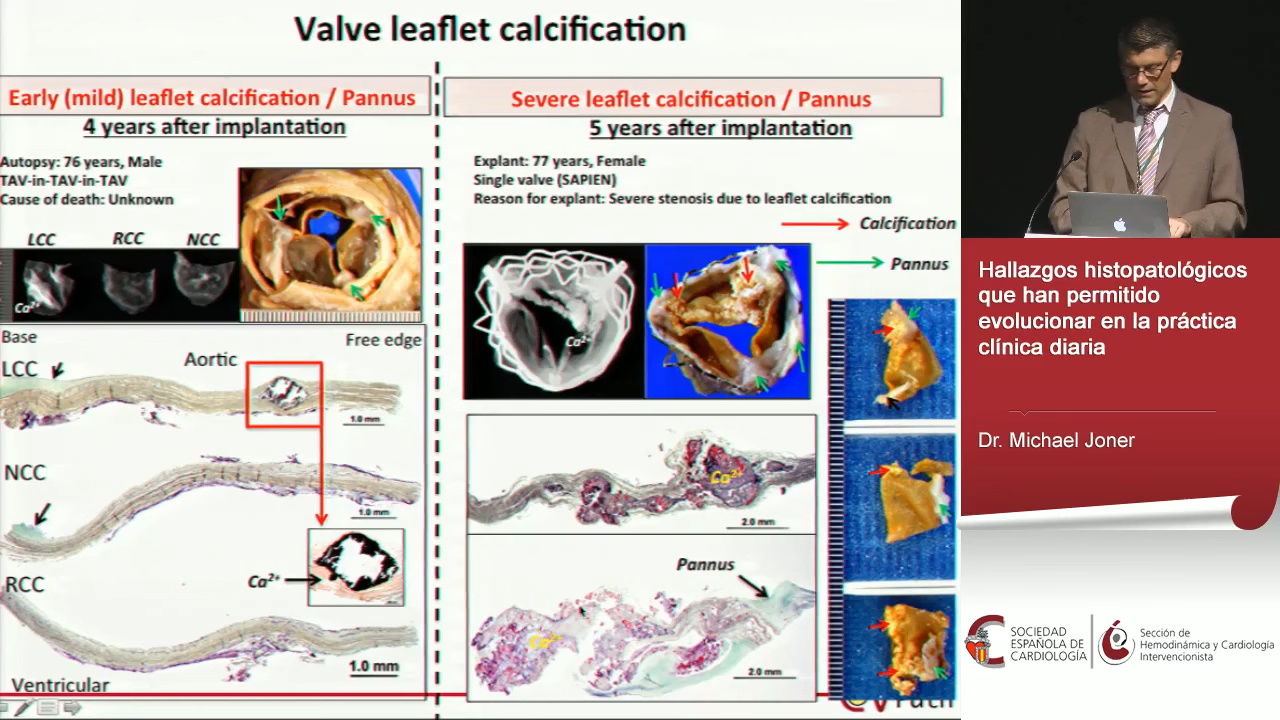 Valve leaflet calcification
Early (mild) leaflet calcification / Pannus
4 years after implantation
Autopsy: 76 years, Male
TAV-in-TAV-in-TAV
Cause of death: Unknown
LCC
RCC
NCC
Ca²⁺
Base
Free edge
LCC
Aortic
1.0 mm
NCC
1.0 mm
Ca²⁺
RCC
1.0 mm
Ventricular
Severe leaflet calcification / Pannus
5 years after implantation
Explant: 77 years, Female
Single valve (SAPIEN)
Reason for explant: Severe stenosis due to leaflet calcification
Calcification
Pannus
Ca²⁺
Ca²⁺
2.0 mm
Pannus
Ca²⁺
2.0 mm
Hallazgos histopatológicos
que han permitido
evolucionar en la práctica
clínica diaria
Dr. Michael Joner
SOCIEDAD
ESPAÑOLA DE
CARDIOLOGÍA
Sección de
Hemodinámica y Cardiología
Intervencionista